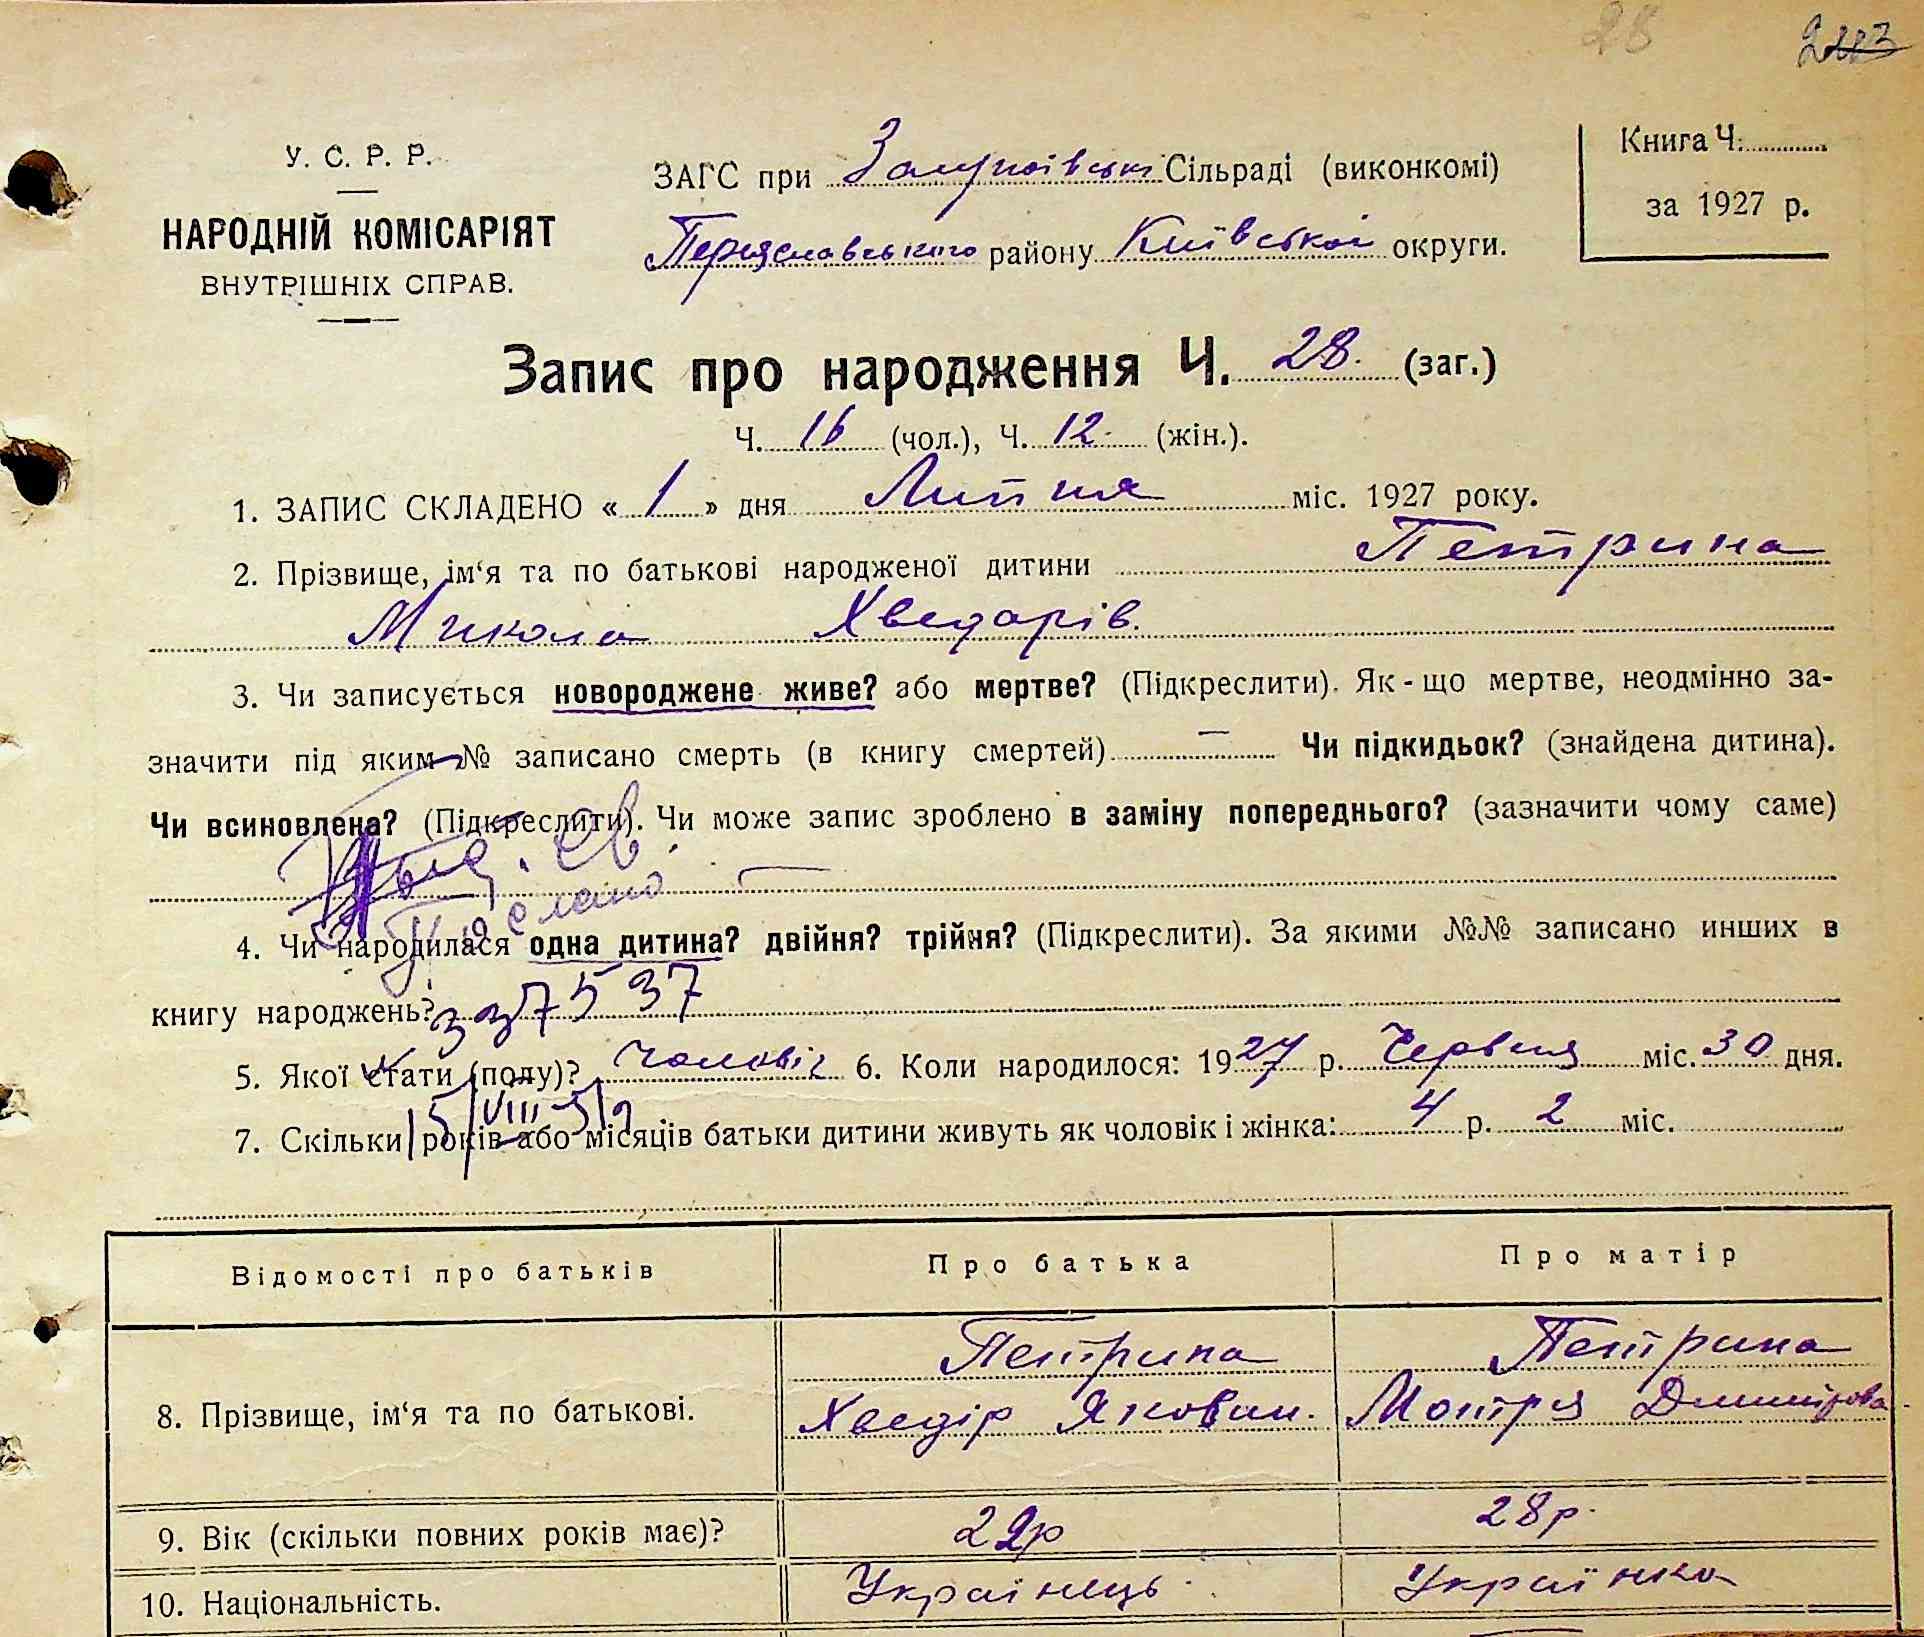 28
У. С. Р. Р.
НАРОДНІЙ КОМІСАРІЯТ
ВНУТРІШНІХ СПРАВ.
ЗАГС при Сільраді (виконкомі)
Переяславського району Київської округи.
Книга Ч:
за 1927 р.
Запис про народження Ч. 28. (заг.)
Ч. 16 (чол.), Ч. 12. (жін.).
1. ЗАПИС СКЛАДЕНО « 1 » дня Липня міс. 1927 року.
2. Прізвище, ім‘я та по батькові народженої дитини Петрина
Микола Хведорів.
3. Чи записується новороджене живе? або мертве? (Підкреслити). Як-що мертве, неодмінно за-
значити під яким № записано смерть (в книгу смертей) — Чи підкидьок? (знайдена дитина).
Чи всиновлена? (Підкреслити). Чи може запис зроблено в заміну попереднього? (зазначити чому саме)
—
4. Чи народилася одна дитина? двійня? трійня? (Підкреслити). За якими №№ записано инших в
книгу народжень?
5. Якої стати (полу)? чоловіч 6. Коли народилося: 1927 р. Червня міс. 30 дня.
7. Скільки років або місяців батьки дитини живуть як чоловік і жінка: 4 р. 2 міс.
Відомості про батьків Про батька Про матір
8. Прізвище, ім‘я та по батькові. Петрина Петрина
Хведір Якович. Мотря Дмитрова
9. Вік (скільки повних років має)? 29р 28р.
10. Національність. Українець Українка